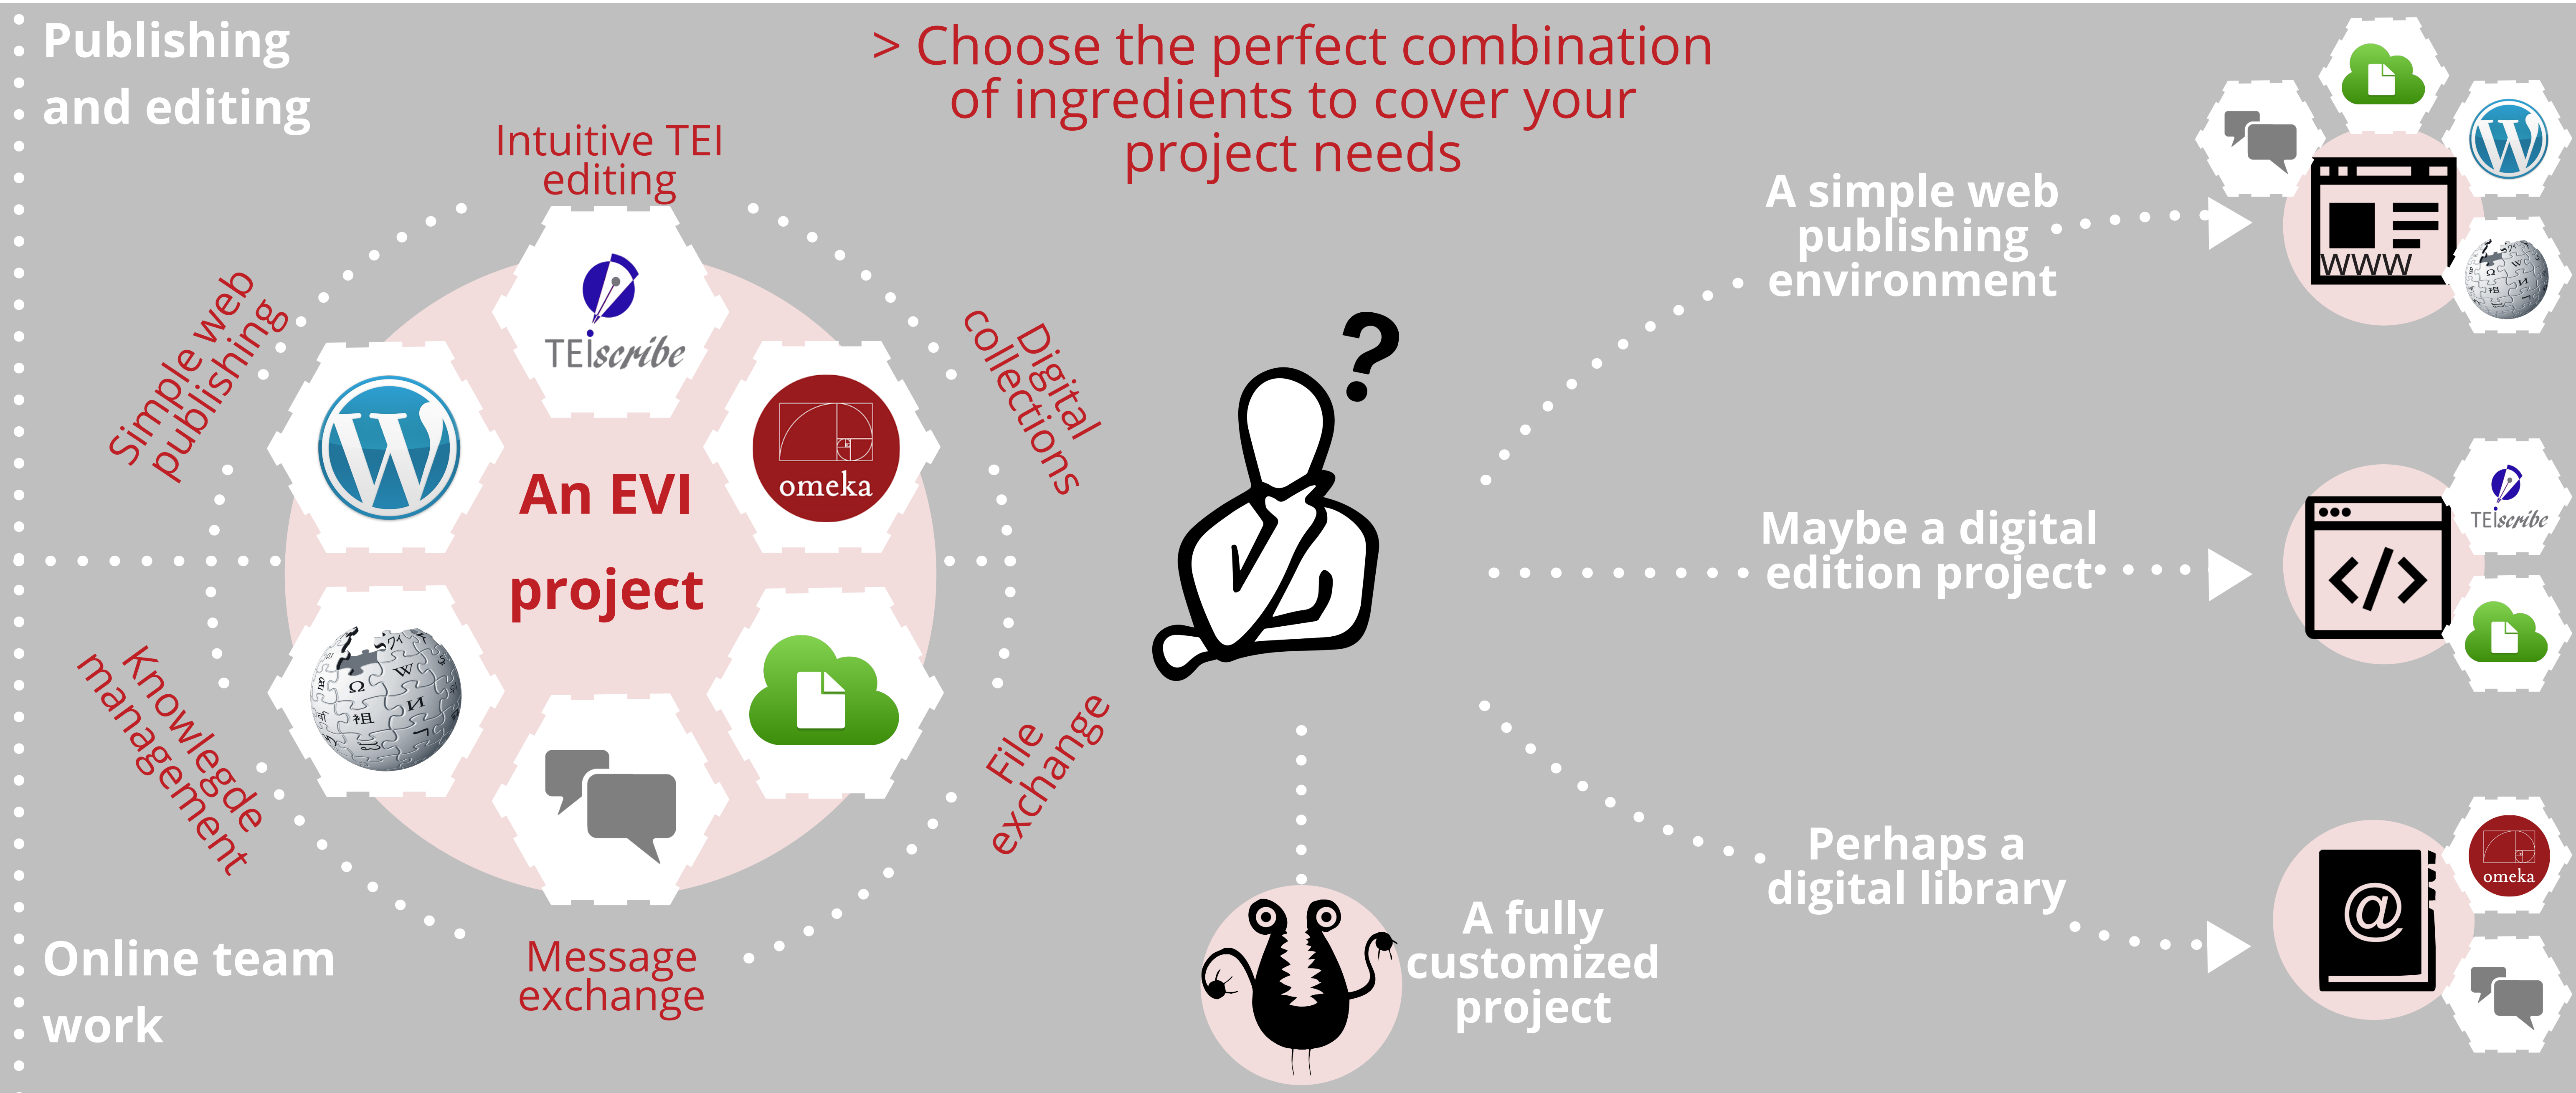 Publishing
and editing
> Choose the perfect combination
of ingredients to cover your
project needs
Intuitive TEI
editing
TEIscribe
Simple web
publishing
W
Digital
collections
omeka
An EVI
project
Knowlegde
management
W
Ω
祖
И
File
exchange
Message
exchange
Online team
work
?
A simple web
publishing
environment
W
WWW
W
Ω
祖
И
Maybe a digital
edition project
</>
TEIscribe
Perhaps a
digital library
@
omeka
A fully
customized
project